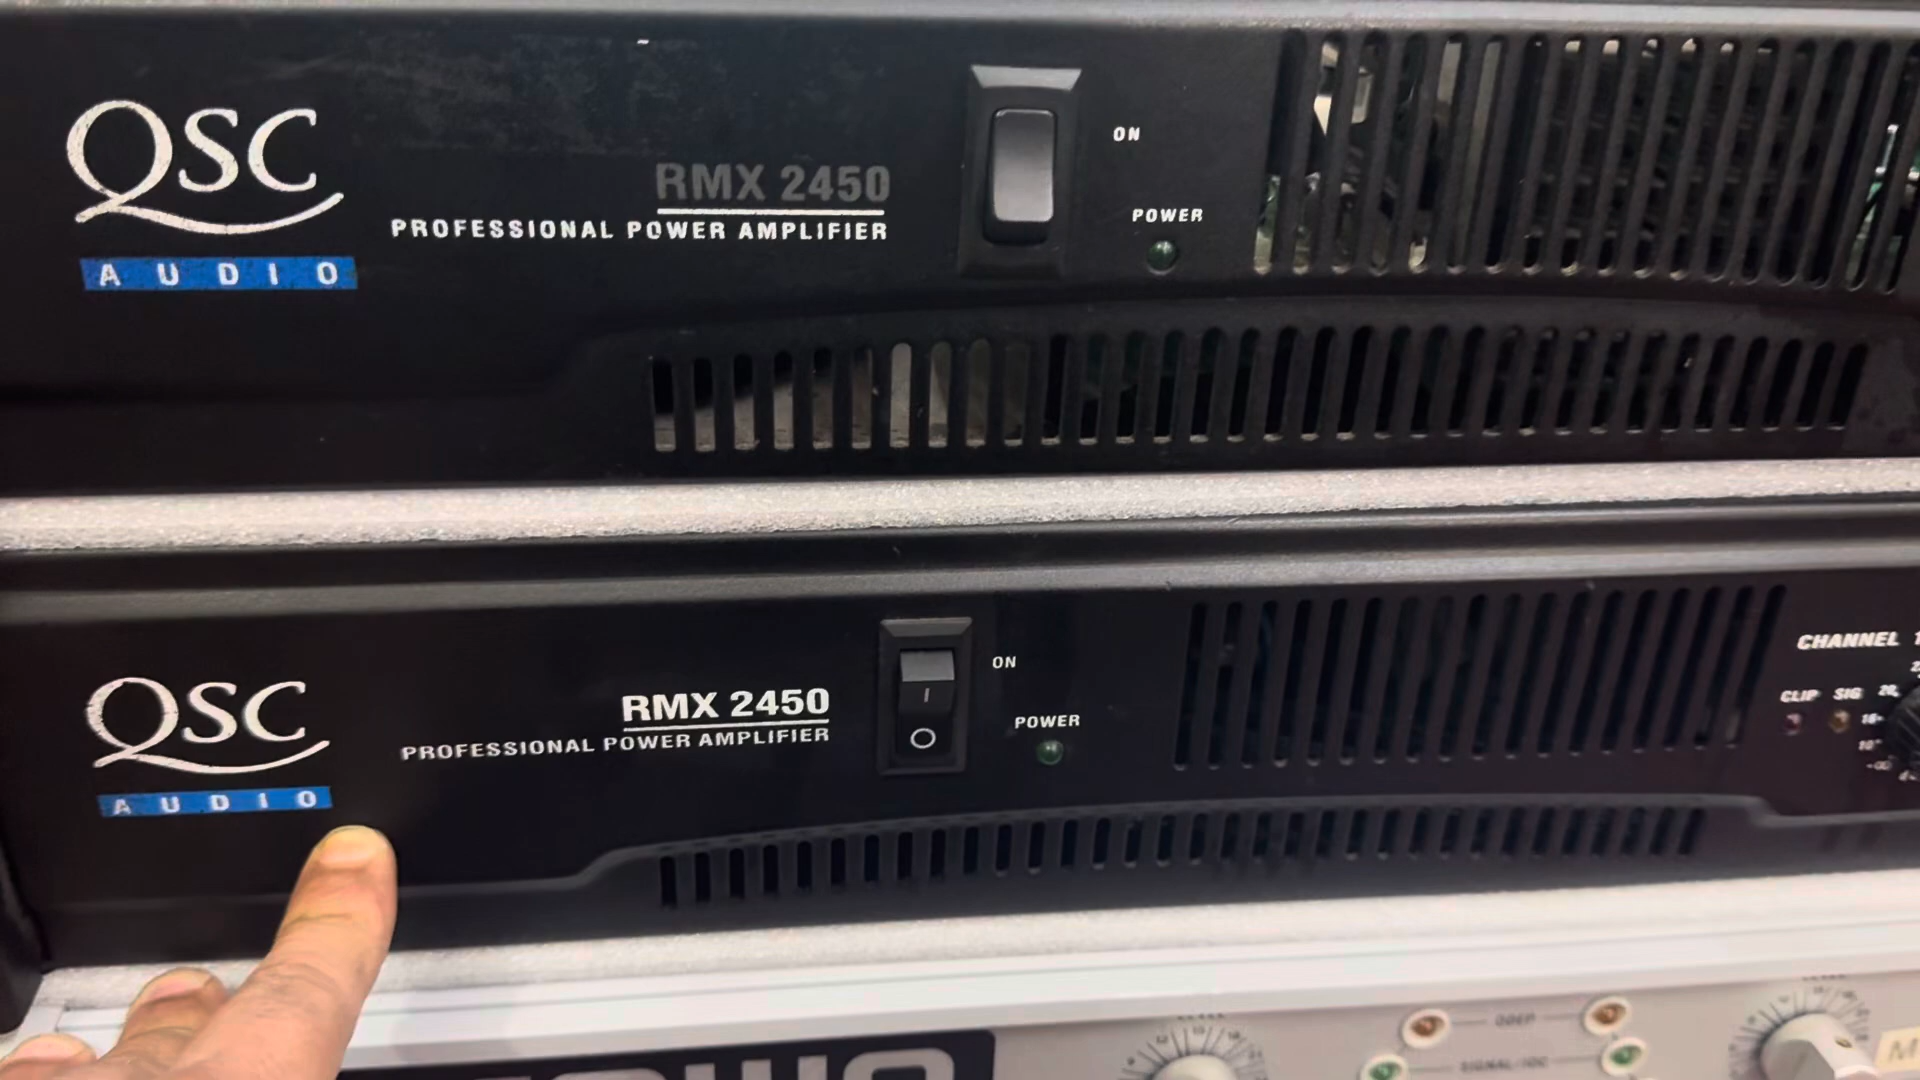 QSC
AUDIO
RMX 2450
PROFESSIONAL POWER AMPLIFIER
ON
POWER
QSC
AUDIO
RMX 2450
PROFESSIONAL POWER AMPLIFIER
I
O
ON
POWER
CHANNEL 1
CLIP SIG